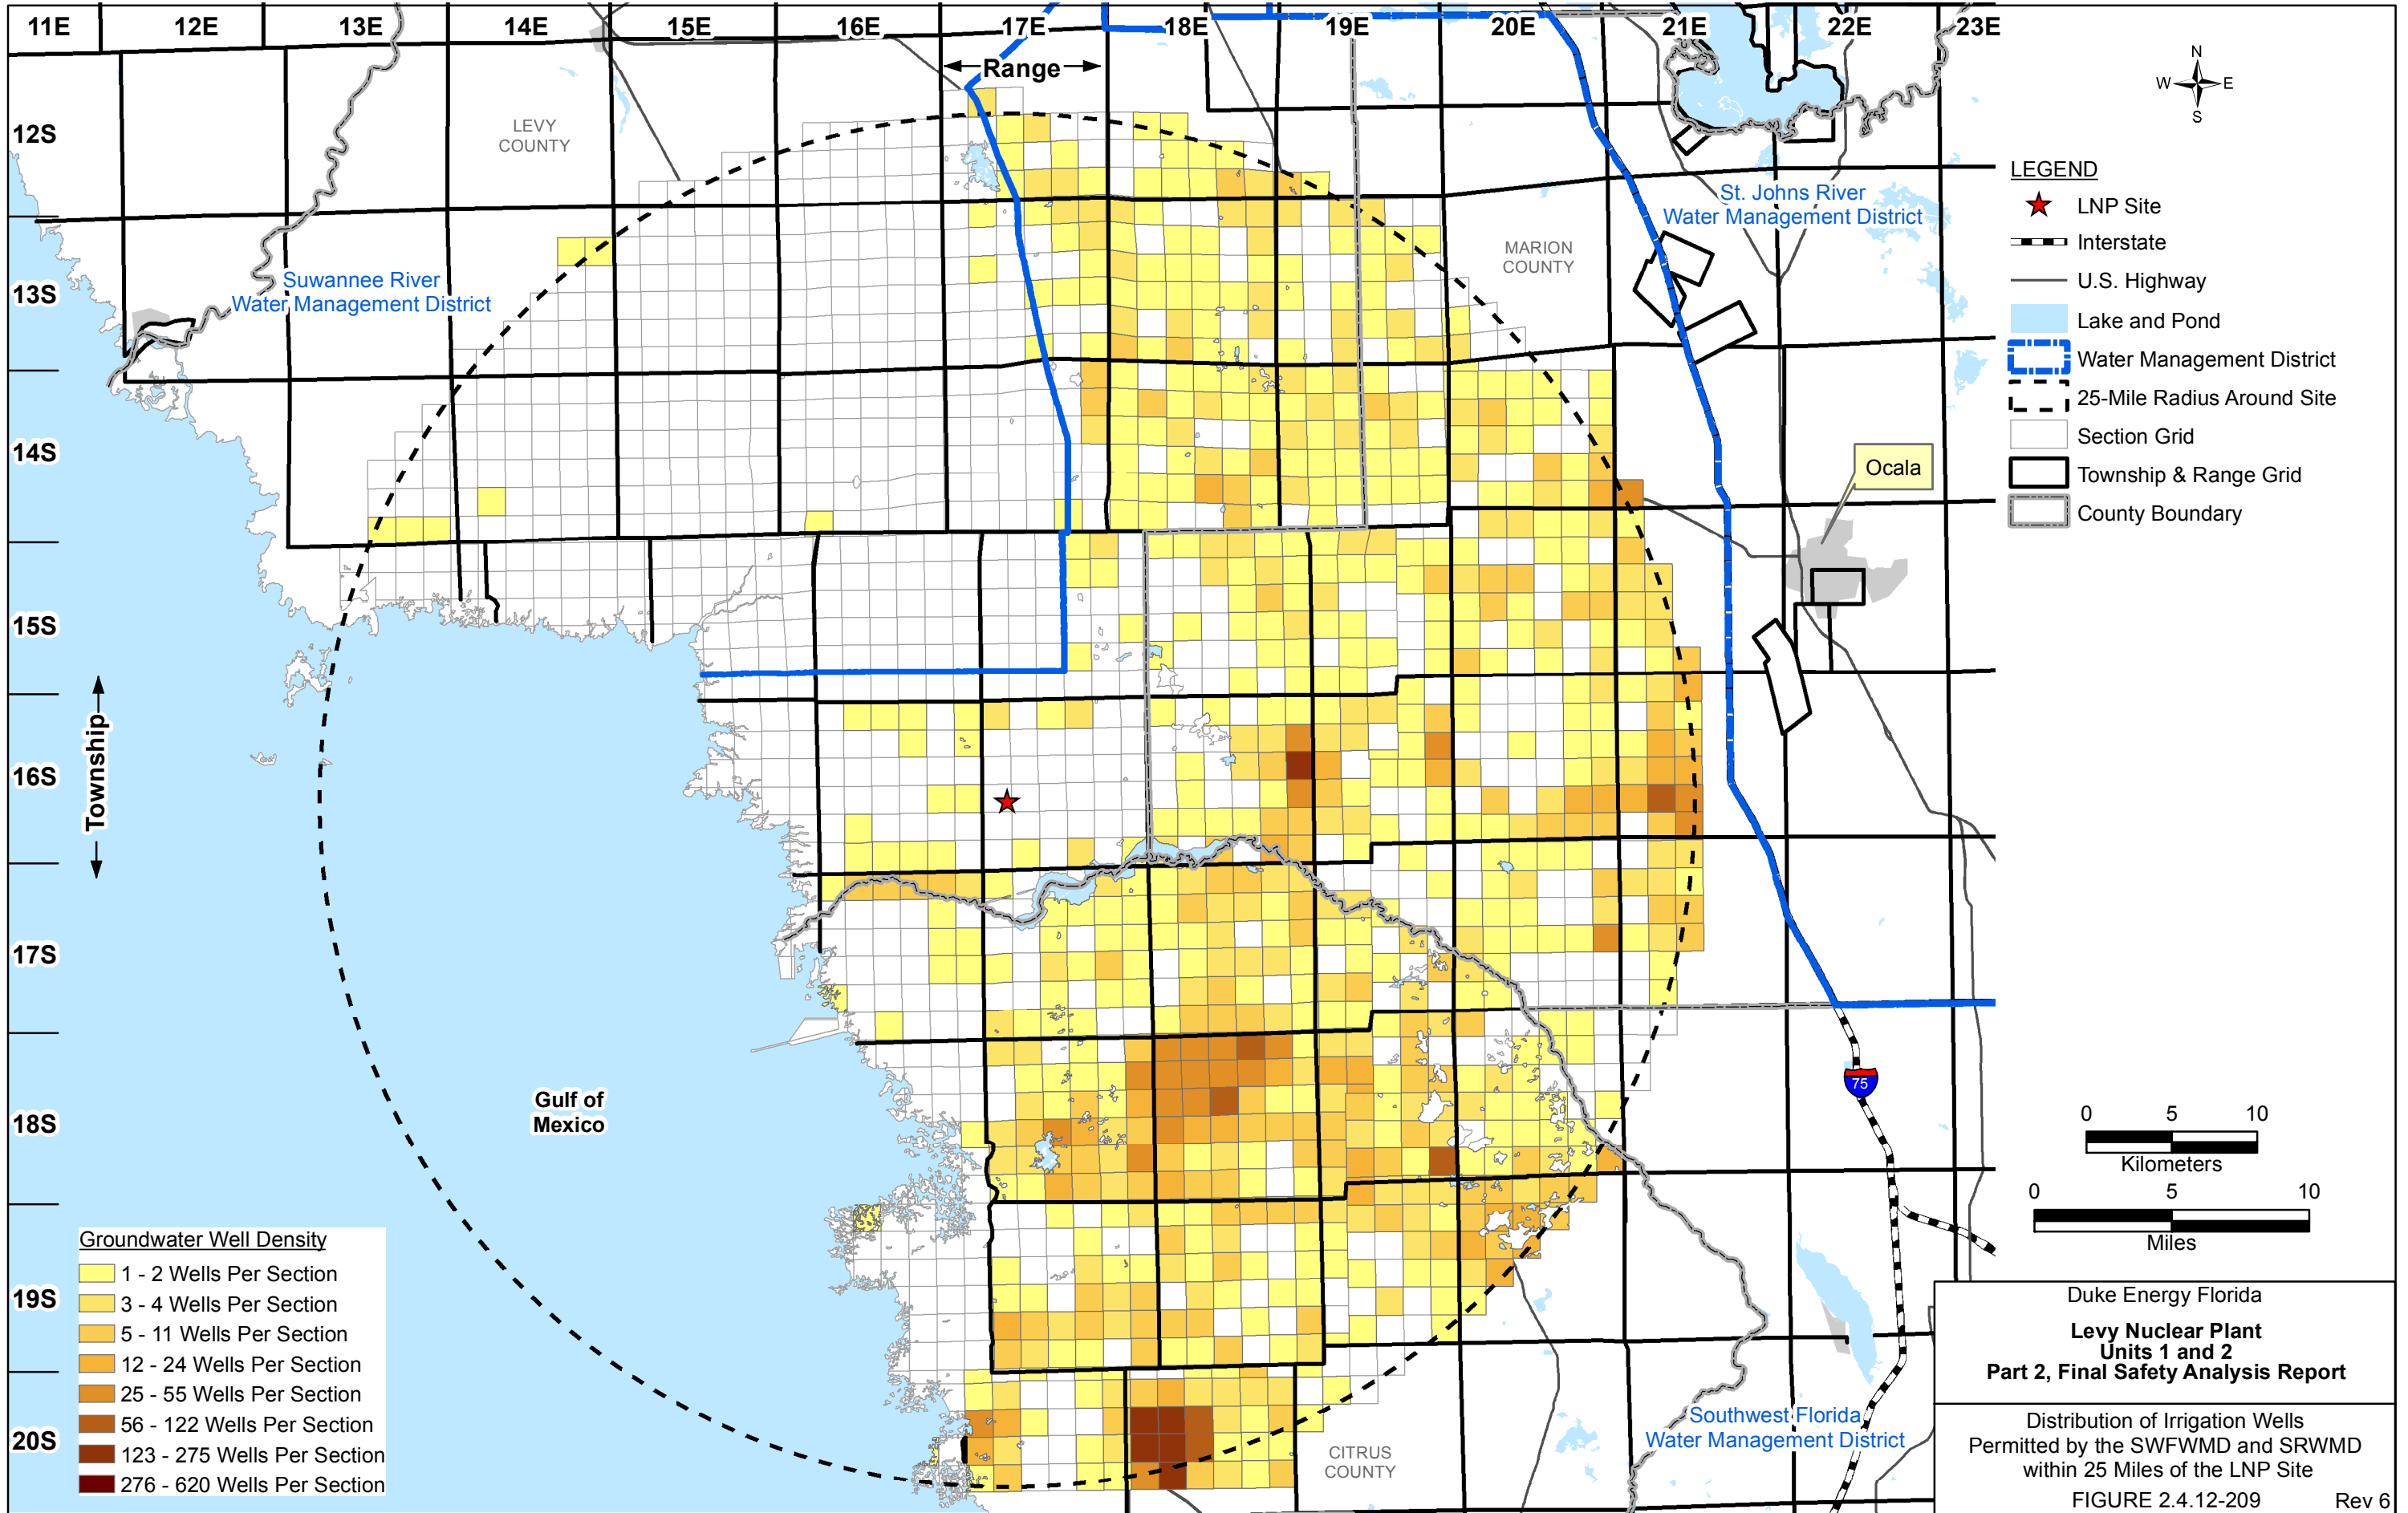 11E 12E 13E 14E 15E 16E 17E 18E 19E 20E 21E 22E 23E
Range
N
W E
S
12S
13S
14S
15S
16S
17S
18S
19S
20S
Township
LEVY
COUNTY
MARION
COUNTY
CITRUS
COUNTY
Suwannee River
Water Management District
St. Johns River
Water Management District
Southwest Florida
Water Management District
Ocala
Gulf of
Mexico
75
LEGEND
LNP Site
Interstate
U.S. Highway
Lake and Pond
Water Management District
25-Mile Radius Around Site
Section Grid
Township & Range Grid
County Boundary
0 5 10
Kilometers
0 5 10
Miles
Groundwater Well Density
1 - 2 Wells Per Section
3 - 4 Wells Per Section
5 - 11 Wells Per Section
12 - 24 Wells Per Section
25 - 55 Wells Per Section
56 - 122 Wells Per Section
123 - 275 Wells Per Section
276 - 620 Wells Per Section
Duke Energy Florida
Levy Nuclear Plant
Units 1 and 2
Part 2, Final Safety Analysis Report
Distribution of Irrigation Wells
Permitted by the SWFWMD and SRWMD
within 25 Miles of the LNP Site
FIGURE 2.4.12-209 Rev 6